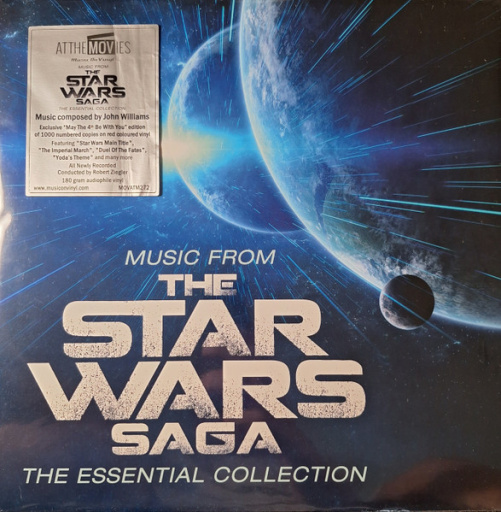 AT THE MOVIES
Music On Vinyl
MUSIC FROM
THE
STAR
WARS
SAGA
THE ESSENTIAL COLLECTION
Music composed by John Williams
Exclusive "May The 4th Be With You" edition
of 1000 numbered copies on red coloured vinyl
Featuring "Star Wars Main Title",
"The Imperial March", "Duel Of The Fates",
"Yoda's Theme" and many more
All Newly Recorded
Conducted by Robert Ziegler
180 gram audiophile vinyl
www.musiconvinyl.com MOVATM272
MUSIC FROM
THE
STAR
WARS
SAGA
THE ESSENTIAL COLLECTION